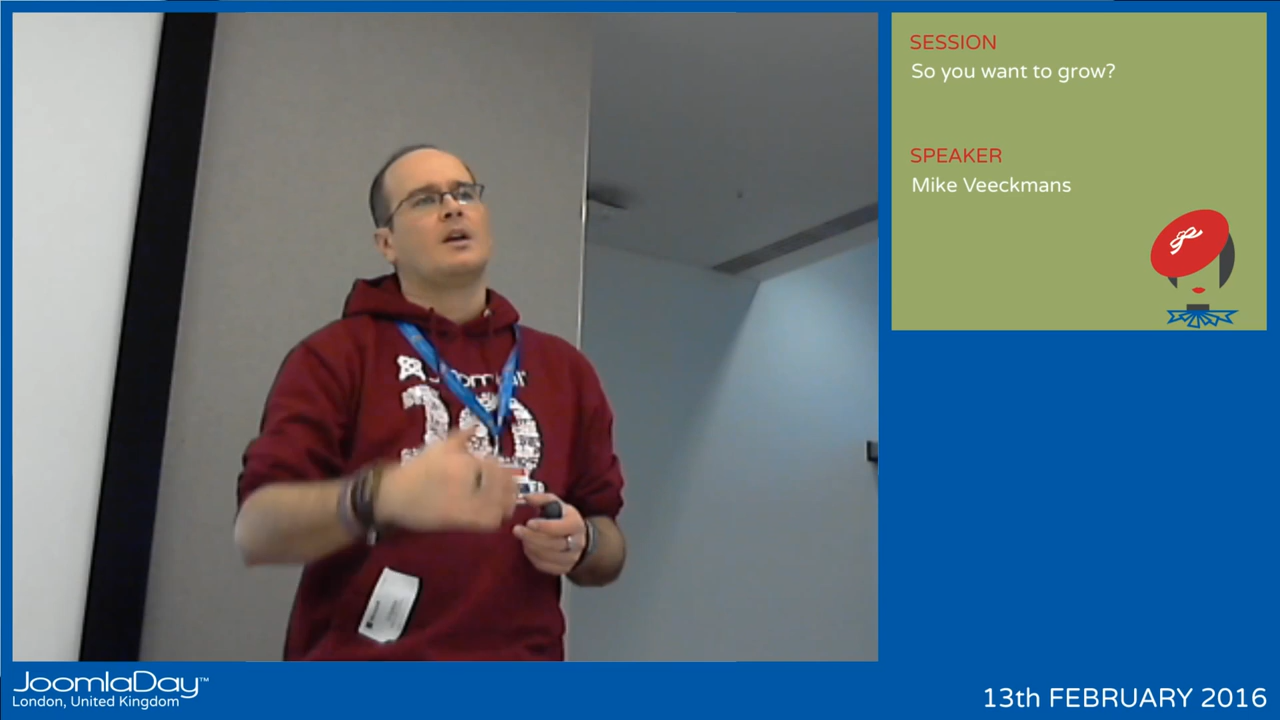 SESSION
So you want to grow?
SPEAKER
Mike Veeckmans
JoomlaDay™
London, United Kingdom
13th FEBRUARY 2016